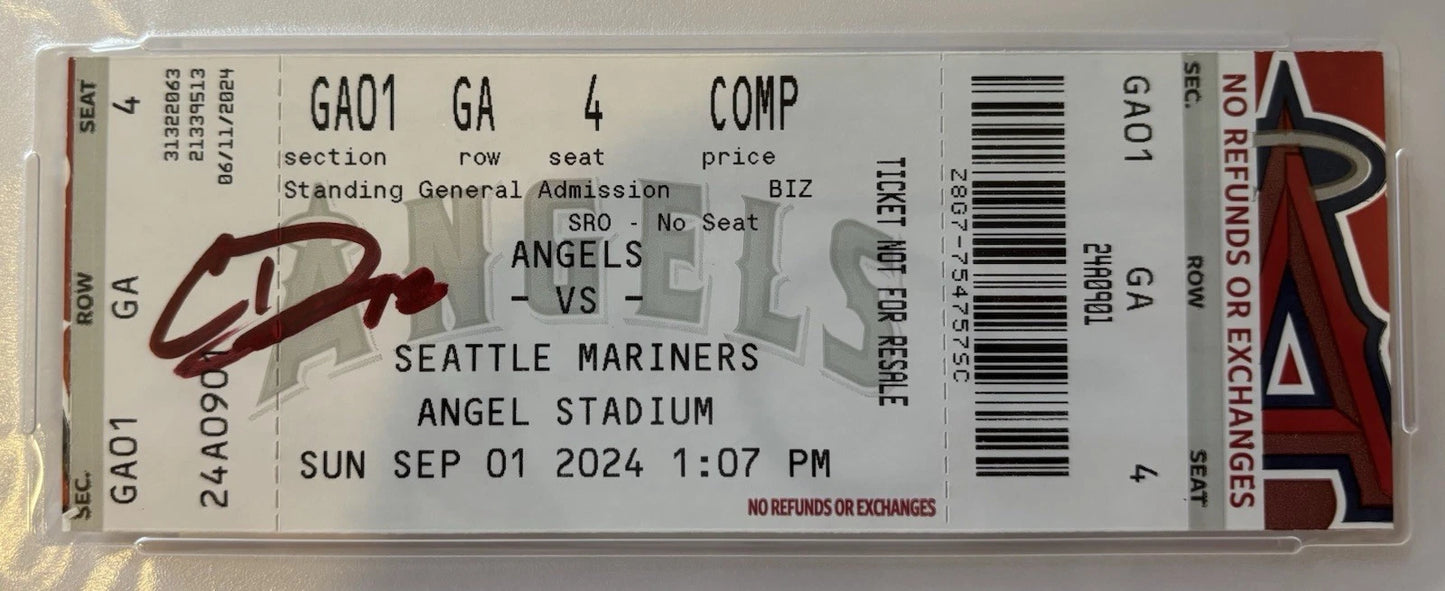 SEAT 4
ROW GA
SEC. GA01
31322063
21339513
06/11/2024
24A0901
GA01 GA 4 COMP
section row seat price
Standing General Admission BIZ
SRO - No Seat
ANGELS
ANGELS
- VS -
SEATTLE MARINERS
ANGEL STADIUM
SUN SEP 01 2024 1:07 PM
NO REFUNDS OR EXCHANGES
TICKET NOT FOR RESALE
Z8G7-7547575C
24A0901
SEC. GA01
ROW GA
SEAT 4
NO REFUNDS OR EXCHANGES
A